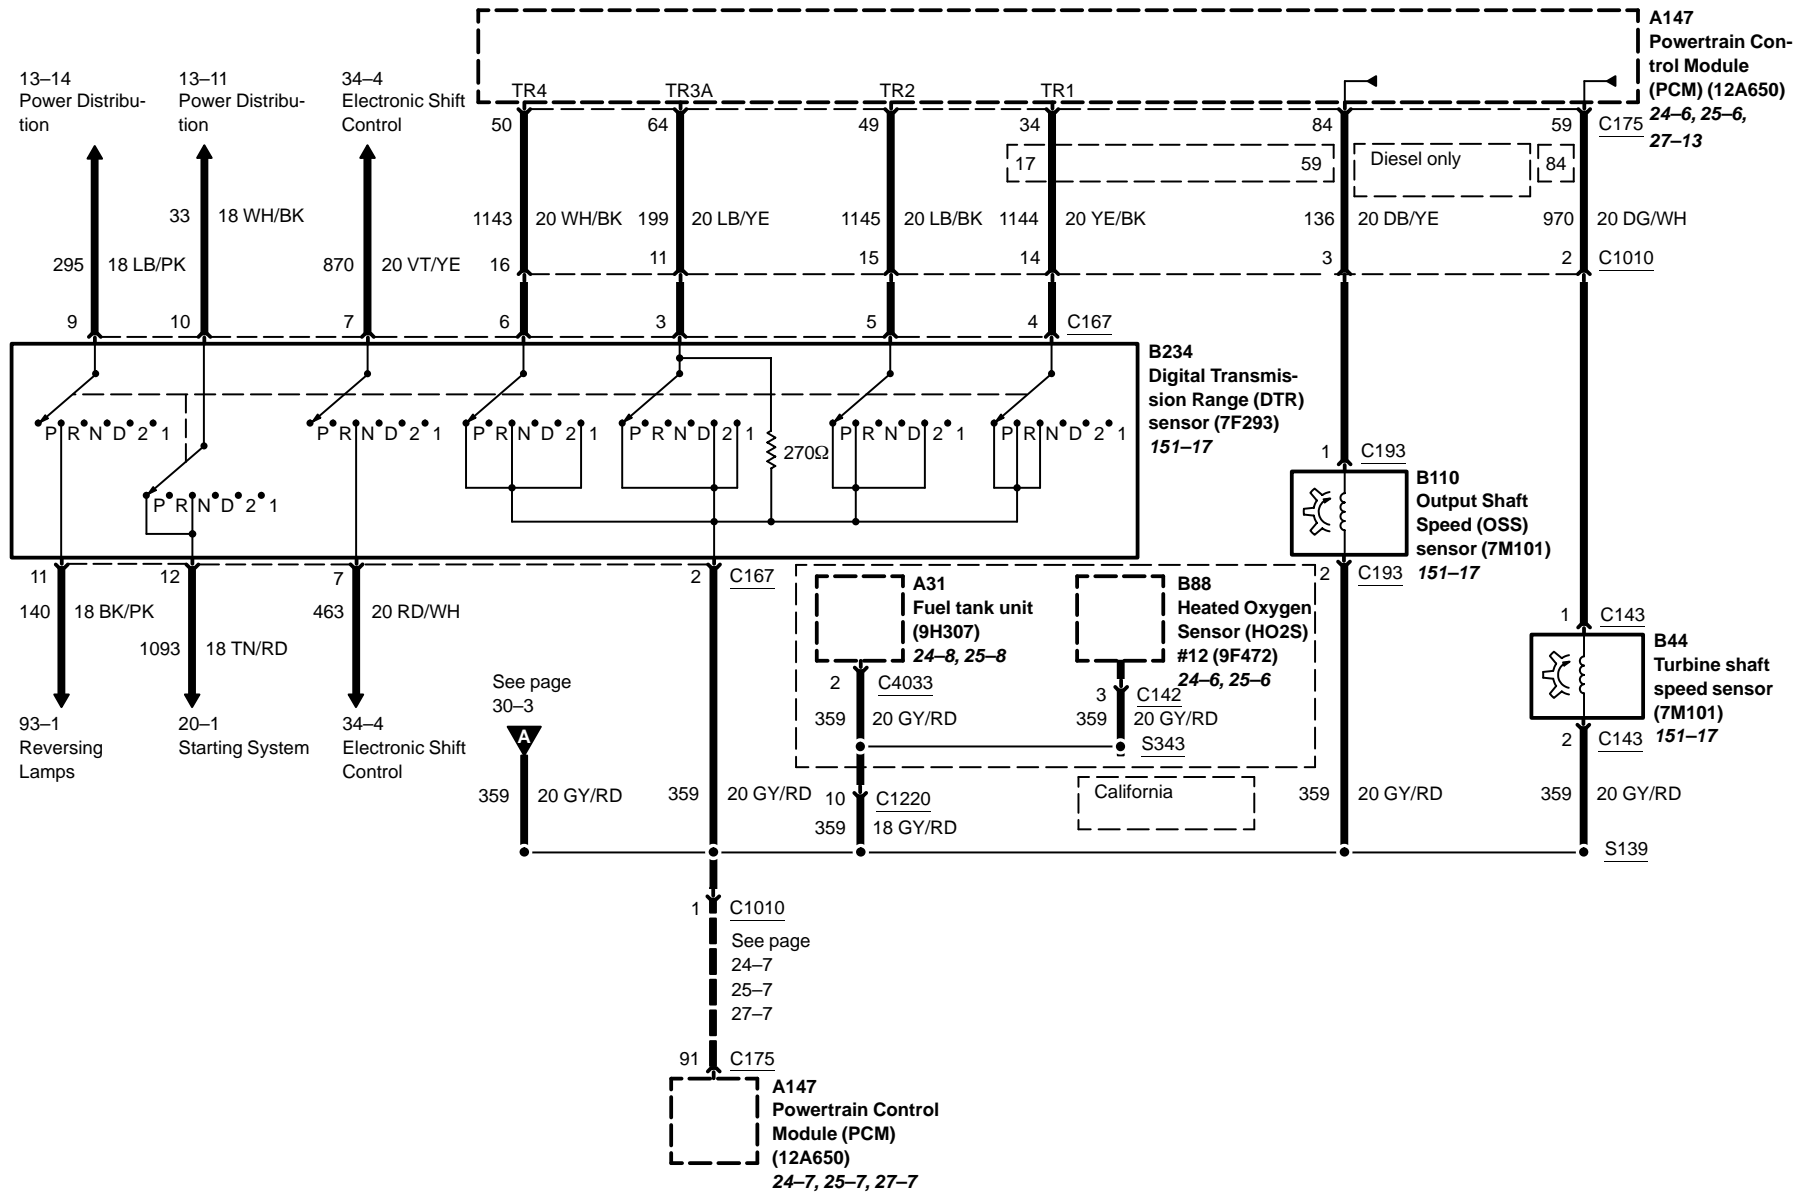 A147
Powertrain Con-
trol Module
(PCM) (12A650)
24–6, 25–6,
27–13
13–14
Power Distribu-
tion
13–11
Power Distribu-
tion
34–4
Electronic Shift
Control
TR4 TR3A TR2 TR1
50 64 49 34 84 59 C175
17 59 Diesel only 84
33 18 WH/BK
1143 20 WH/BK 199 20 LB/YE 1145 20 LB/BK 1144 20 YE/BK 136 20 DB/YE 970 20 DG/WH
295 18 LB/PK 870 20 VT/YE
16 11 15 14 3 2 C1010
9 10 7 6 3 5 4 C167
B234
Digital Transmis-
sion Range (DTR)
sensor (7F293)
151–17
P R N D 2 1
P R N D 2 1
P R N D 2 1
P R N D 2 1
P R N D 2 1
P R N D 2 1
270Ω
P R N D 2 1
1 C193
B110
Output Shaft
Speed (OSS)
sensor (7M101)
151–17
2 C193
11 12 7 2 C167
140 18 BK/PK 463 20 RD/WH
1093 18 TN/RD
A31
Fuel tank unit
(9H307)
24–8, 25–8
B88
Heated Oxygen
Sensor (HO2S)
#12 (9F472)
24–6, 25–6
1 C143
B44
Turbine shaft
speed sensor
(7M101)
151–17
2 C143
2 C4033
3 C142
359 20 GY/RD 359 20 GY/RD
S343
See page
30–3
A
93–1
Reversing
Lamps
20–1
Starting System
34–4
Electronic Shift
Control
California
359 20 GY/RD 359 20 GY/RD 10 C1220 359 20 GY/RD 359 20 GY/RD
359 18 GY/RD
S139
1 C1010
See page
24–7
25–7
27–7
91 C175
A147
Powertrain Control
Module (PCM)
(12A650)
24–7, 25–7, 27–7